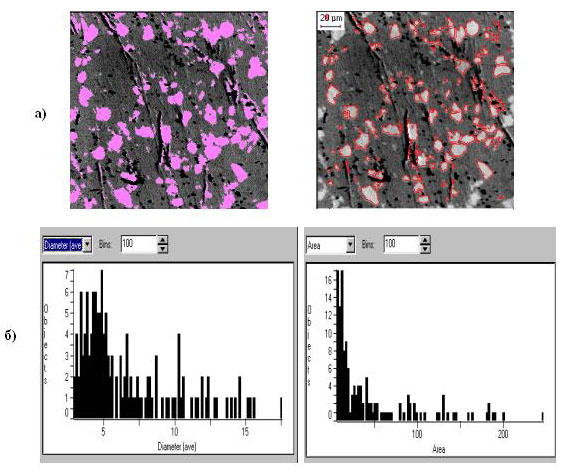 20 µm
а)
Diameter (ave Bins: 100
Area Bins: 100
б)
7
6
5
4
3
2
1
0
Objects
5 10 15
Diameter (ave)
16
14
12
10
8
6
4
2
0
Objects
200
Area